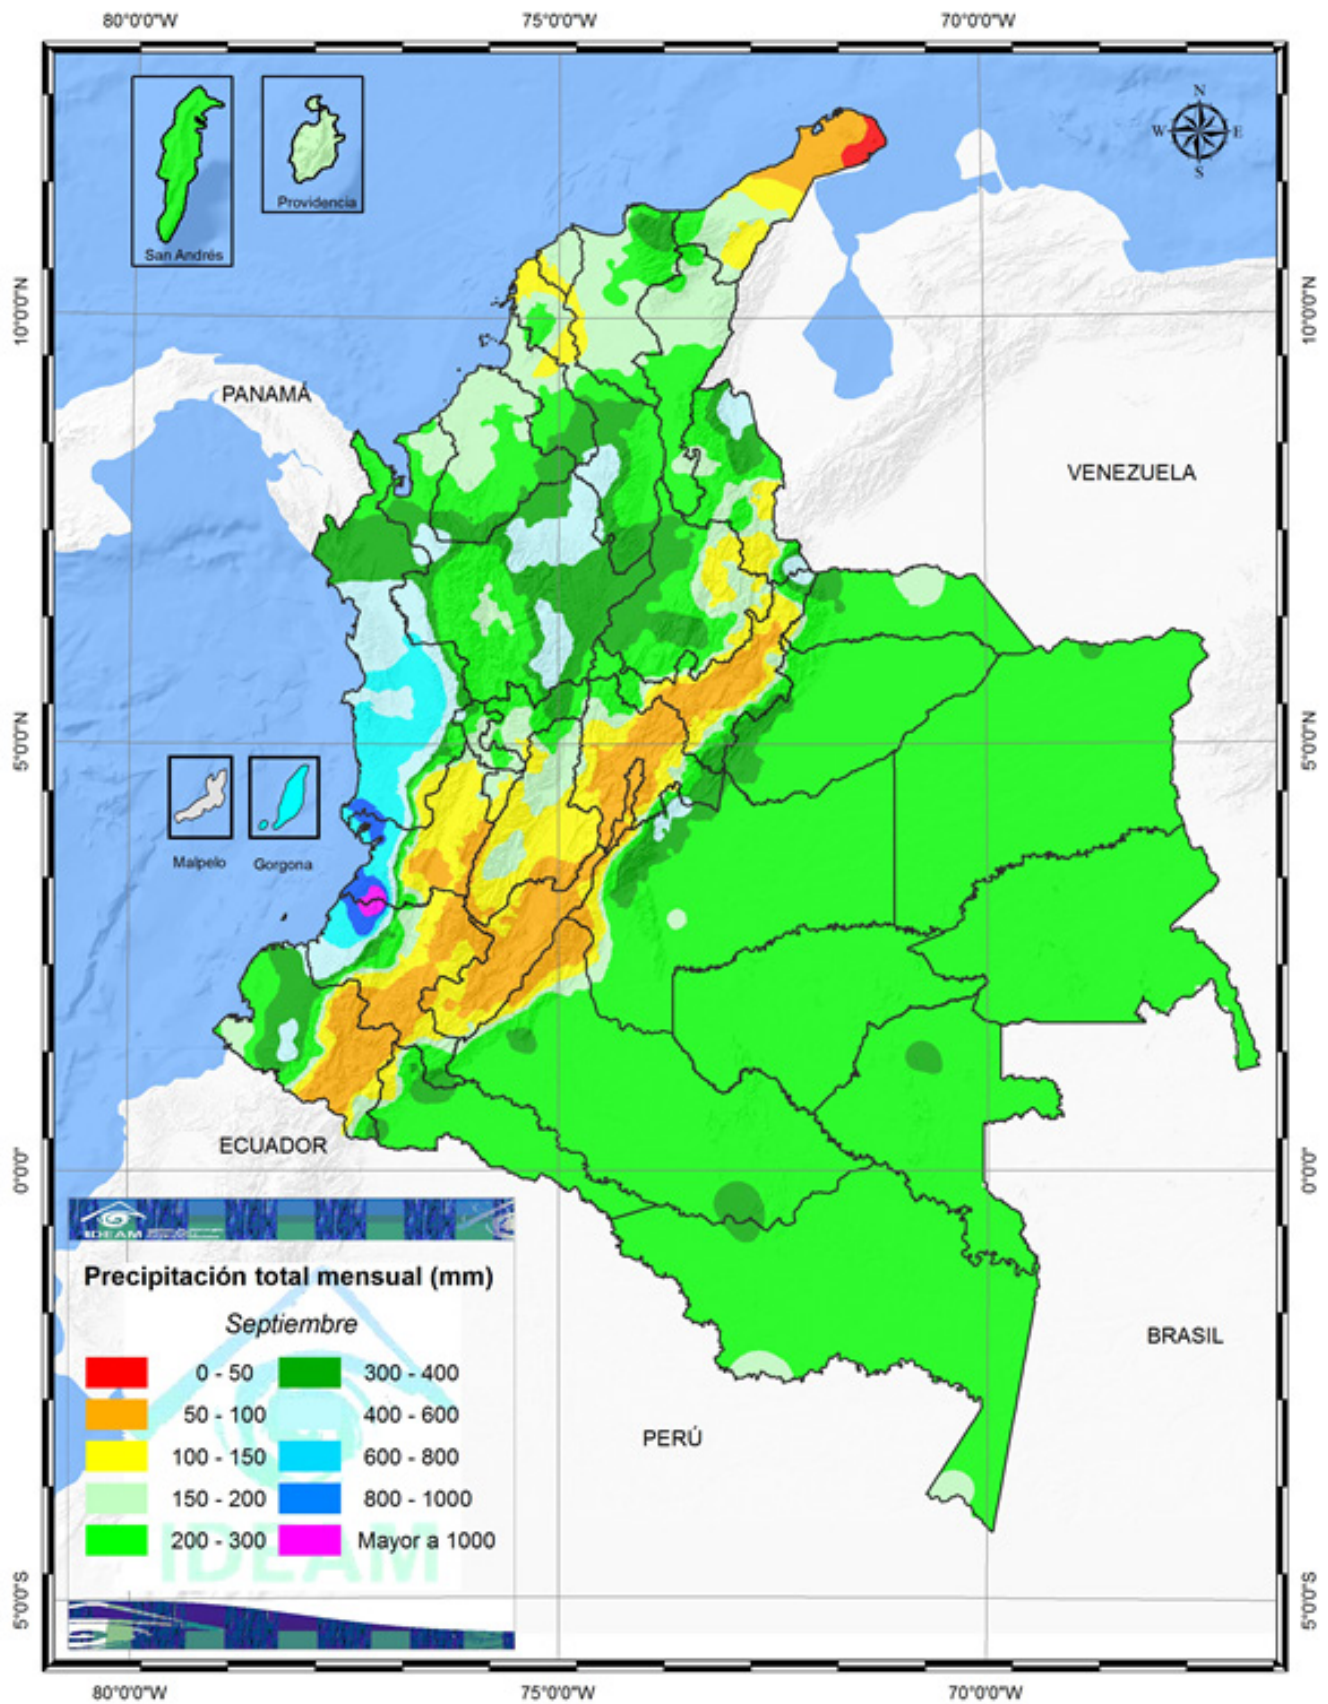 80°0'0"W 75°0'0"W 70°0'0"W
N
W E
S
San Andrés
Providencia
10°0'0"N 10°0'0"N
PANAMÁ
VENEZUELA
5°0'0"N 5°0'0"N
Malpelo Gorgona
ECUADOR
0°0'0" 0°0'0"
IDEAM
Precipitación total mensual (mm)
Septiembre
0 - 50 300 - 400
50 - 100 400 - 600
100 - 150 600 - 800
150 - 200 800 - 1000
200 - 300 Mayor a 1000
IDEAM
BRASIL
PERÚ
5°0'0"S 5°0'0"S
80°0'0"W 75°0'0"W 70°0'0"W